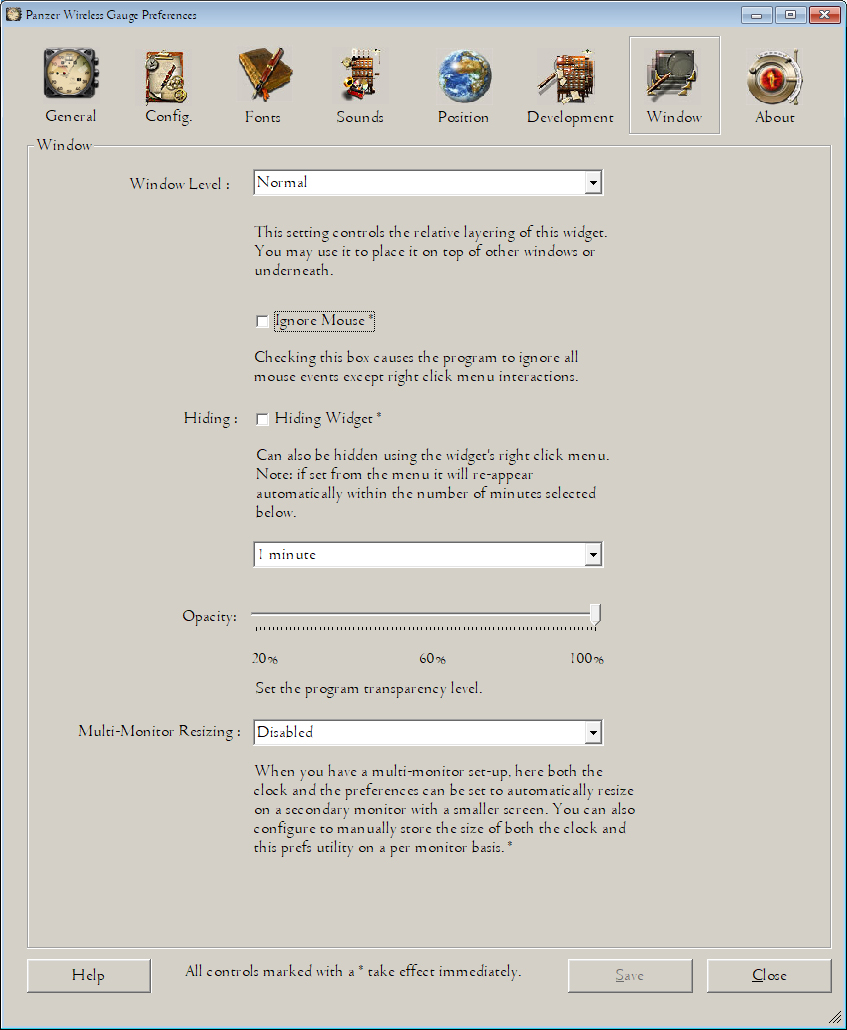 Panzer Wireless Gauge Preferences
General
Config.
Fonts
Sounds
Position
Development
Window
About
Window
Window Level :
Normal
This setting controls the relative layering of this widget.
You may use it to place it on top of other windows or
underneath.
Ignore Mouse *
Checking this box causes the program to ignore all
mouse events except right click menu interactions.
Hiding :
Hiding Widget *
Can also be hidden using the widget's right click menu.
Note: if set from the menu it will re-appear
automatically within the number of minutes selected
below.
1 minute
Opacity:
20% 60% 100%
Set the program transparency level.
Multi-Monitor Resizing :
Disabled
When you have a multi-monitor set-up, here both the
clock and the preferences can be set to automatically resize
on a secondary monitor with a smaller screen. You can also
configure to manually store the size of both the clock and
this prefs utility on a per monitor basis. *
Help
All controls marked with a * take effect immediately.
Save
Close